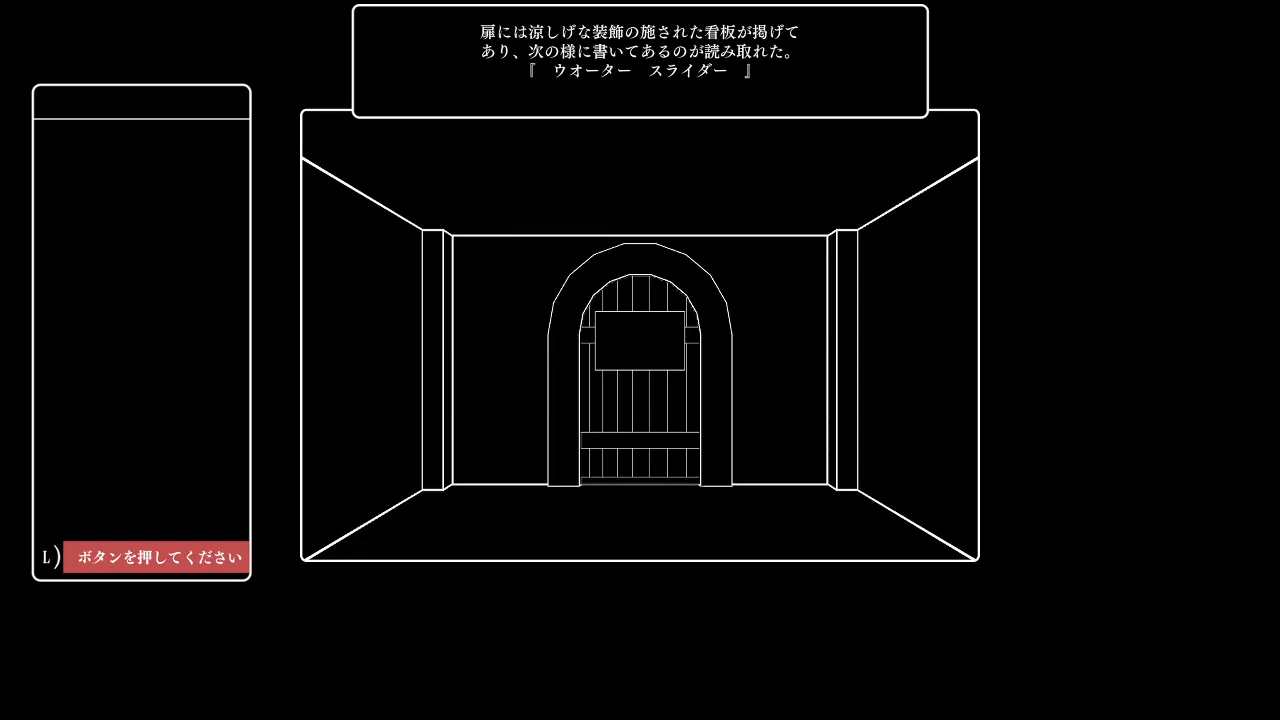 扉には涼しげな装飾の施された看板が掲げて
あり、次の様に書いてあるのが読み取れた。
『　ウオーター　スライダー　』
L) ボタンを押してください